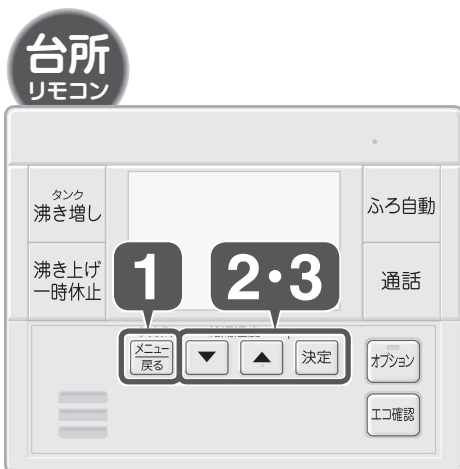 台所
リモコン
タンク
沸き増し
ふろ自動
沸き上げ
一時休止
1
2・3
通話
メニュー
戻る
▼
▲
決定
オプション
エコ確認